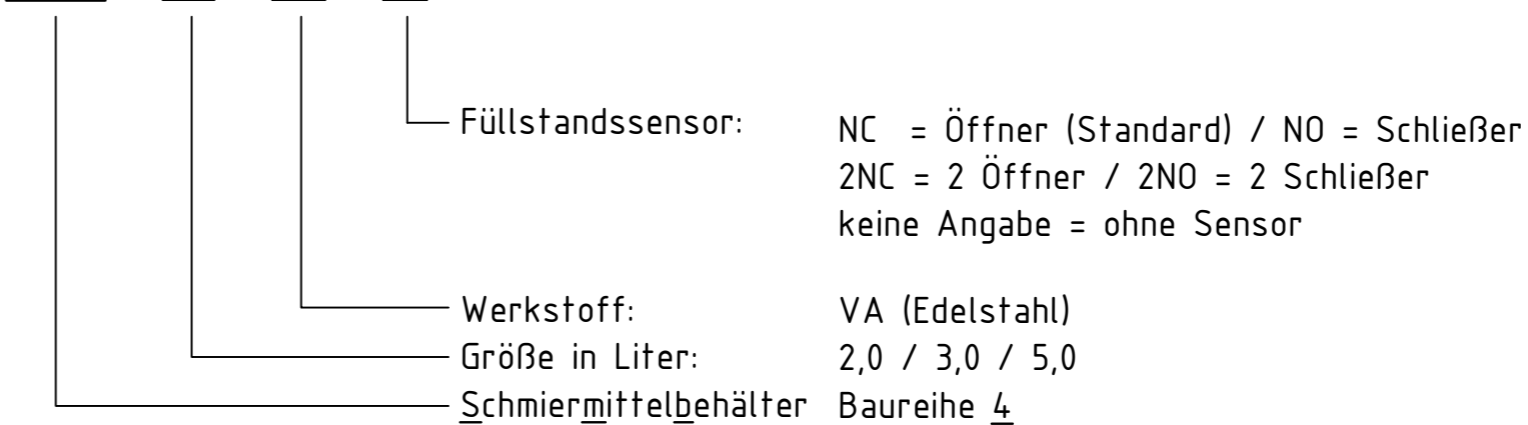 Füllstandssensor: NC = Öffner (Standard) / NO = Schließer
2NC = 2 Öffner / 2NO = 2 Schließer
keine Angabe = ohne Sensor
Werkstoff: VA (Edelstahl)
Größe in Liter: 2,0 / 3,0 / 5,0
Schmiermittelbehälter Baureihe 4